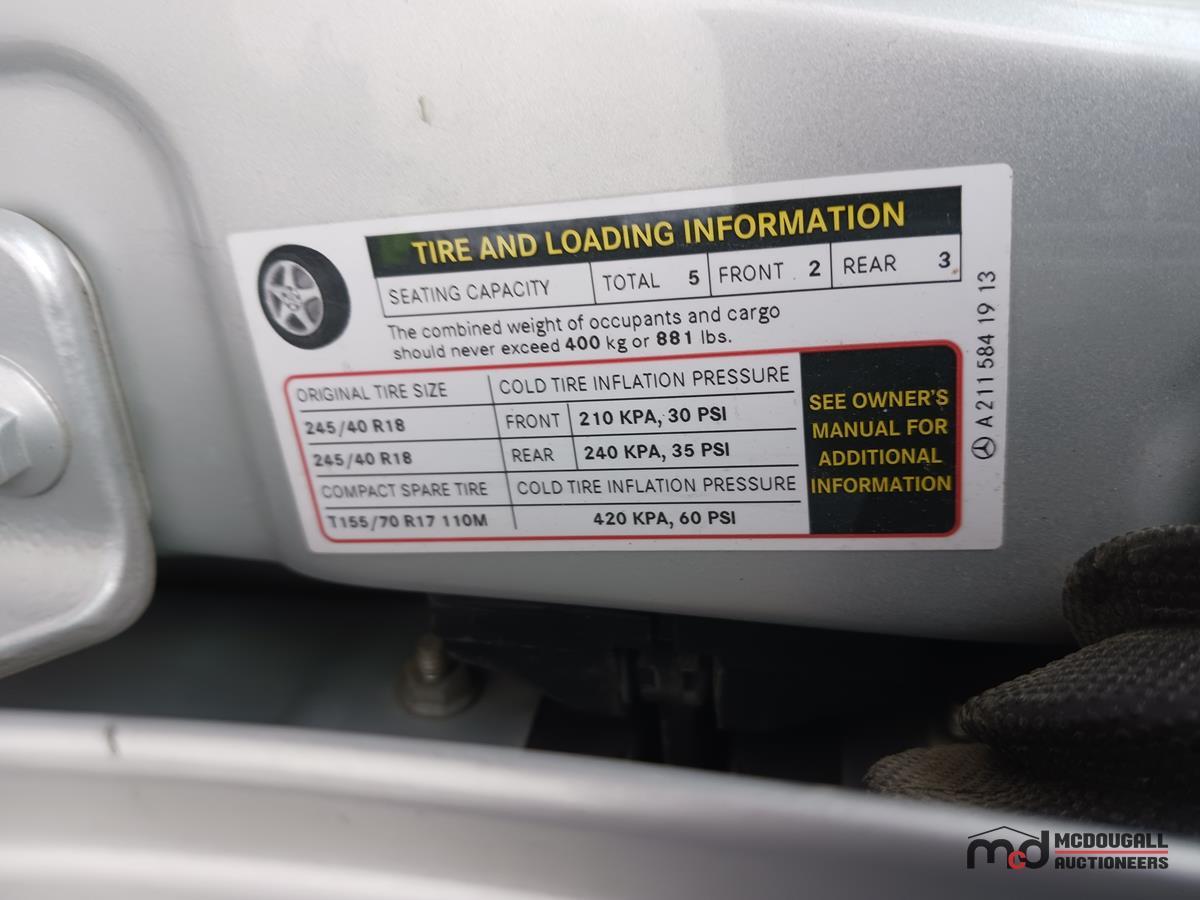 TIRE AND LOADING INFORMATION
SEATING CAPACITY TOTAL 5 FRONT 2 REAR 3
The combined weight of occupants and cargo
should never exceed 400 kg or 881 lbs.
ORIGINAL TIRE SIZE COLD TIRE INFLATION PRESSURE
245/40 R18 FRONT 210 KPA, 30 PSI
245/40 R18 REAR 240 KPA, 35 PSI
COMPACT SPARE TIRE COLD TIRE INFLATION PRESSURE
T155/70 R17 110M 420 KPA, 60 PSI
SEE OWNER'S
MANUAL FOR
ADDITIONAL
INFORMATION
A 211 584 19 13
mcd MCDOUGALL
AUCTIONEERS